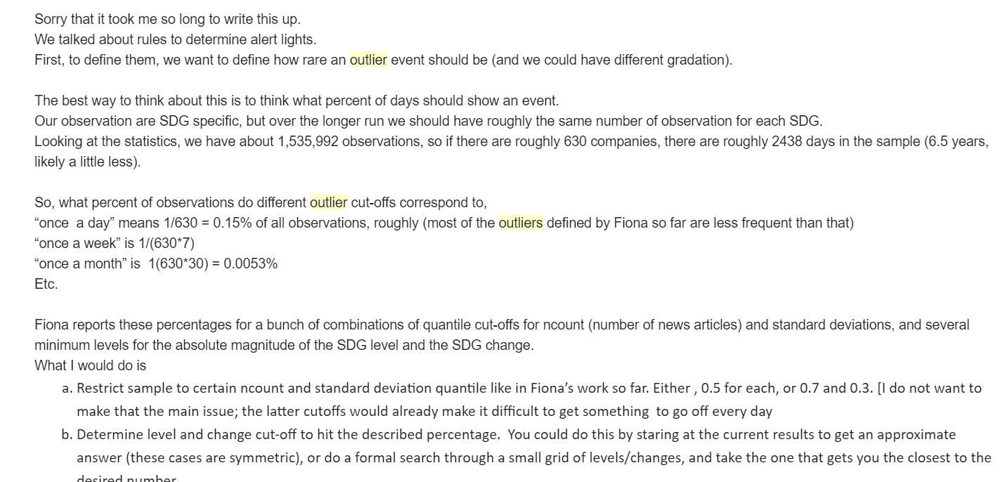 Sorry that it took me so long to write this up.
We talked about rules to determine alert lights.
First, to define them, we want to define how rare an outlier event should be (and we could have different gradation).
The best way to think about this is to think what percent of days should show an event.
Our observation are SDG specific, but over the longer run we should have roughly the same number of observation for each SDG.
Looking at the statistics, we have about 1,535,992 observations, so if there are roughly 630 companies, there are roughly 2438 days in the sample (6.5 years,
likely a little less).
So, what percent of observations do different outlier cut-offs correspond to,
“once  a day” means 1/630 = 0.15% of all observations, roughly (most of the outliers defined by Fiona so far are less frequent than that)
“once a week” is 1/(630*7)
“once a month” is  1(630*30) = 0.0053%
Etc.
Fiona reports these percentages for a bunch of combinations of quantile cut-offs for ncount (number of news articles) and standard deviations, and several
minimum levels for the absolute magnitude of the SDG level and the SDG change.
What I would do is
a. Restrict sample to certain ncount and standard deviation quantile like in Fiona’s work so far. Either , 0.5 for each, or 0.7 and 0.3. [I do not want to
make that the main issue; the latter cutoffs would already make it difficult to get something  to go off every day
b. Determine level and change cut-off to hit the described percentage.  You could do this by staring at the current results to get an approximate
answer (these cases are symmetric), or do a formal search through a small grid of levels/changes, and take the one that gets you the closest to the
desired number